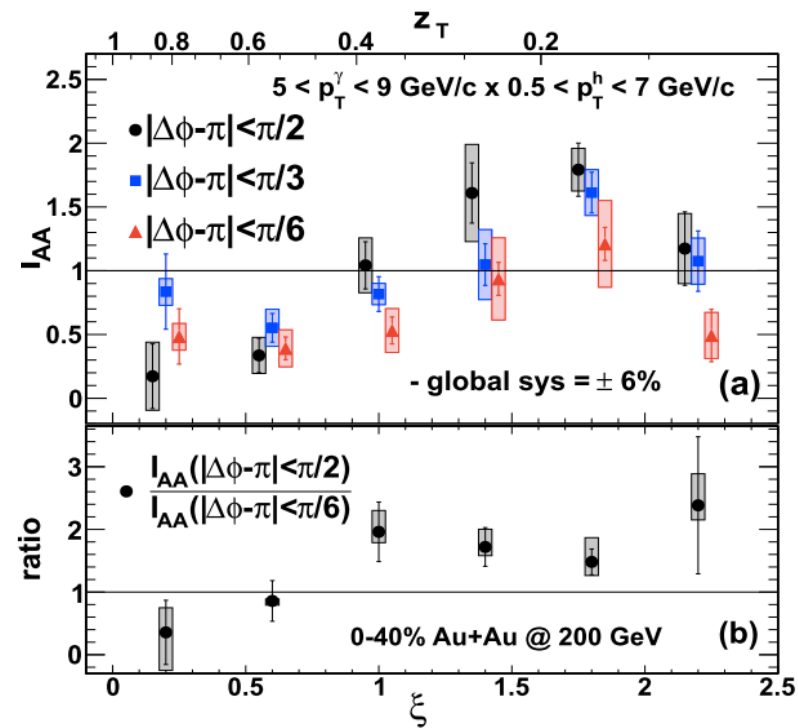 z_T
1 0.8 0.6 0.4 0.2
5 < p_T^γ < 9 GeV/c x 0.5 < p_T^h < 7 GeV/c
|Δϕ-π|<π/2
|Δϕ-π|<π/3
|Δϕ-π|<π/6
I_AA
2.5
2
1.5
1
0.5
0
- global sys = ± 6%
(a)
I_AA(|Δϕ-π|<π/2)
I_AA(|Δϕ-π|<π/6)
ratio
3
2
1
0
0-40% Au+Au @ 200 GeV
(b)
0 0.5 1 1.5 2 2.5
ξ